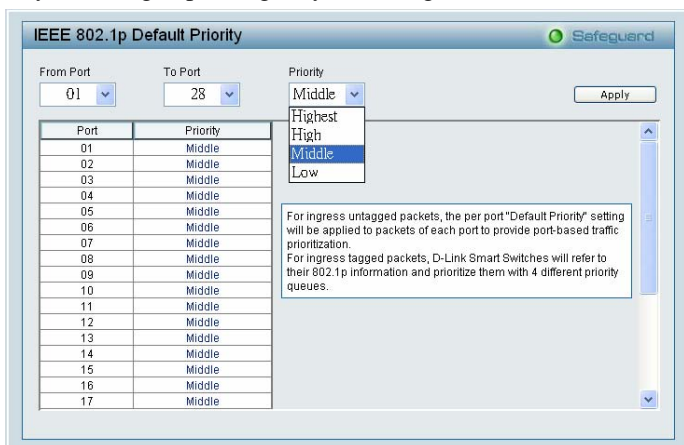 IEEE 802.1p Default Priority
Safeguard
From Port To Port Priority
01 28 Middle
Apply
Highest
High
Middle
Low
Port Priority
01 Middle
02 Middle
03 Middle
04 Middle
05 Middle
06 Middle
07 Middle
08 Middle
09 Middle
10 Middle
11 Middle
12 Middle
13 Middle
14 Middle
15 Middle
16 Middle
17 Middle
For ingress untagged packets, the per port "Default Priority" setting
will be applied to packets of each port to provide port-based traffic
prioritization.
For ingress tagged packets, D-Link Smart Switches will refer to
their 802.1p information and prioritize them with 4 different priority
queues.